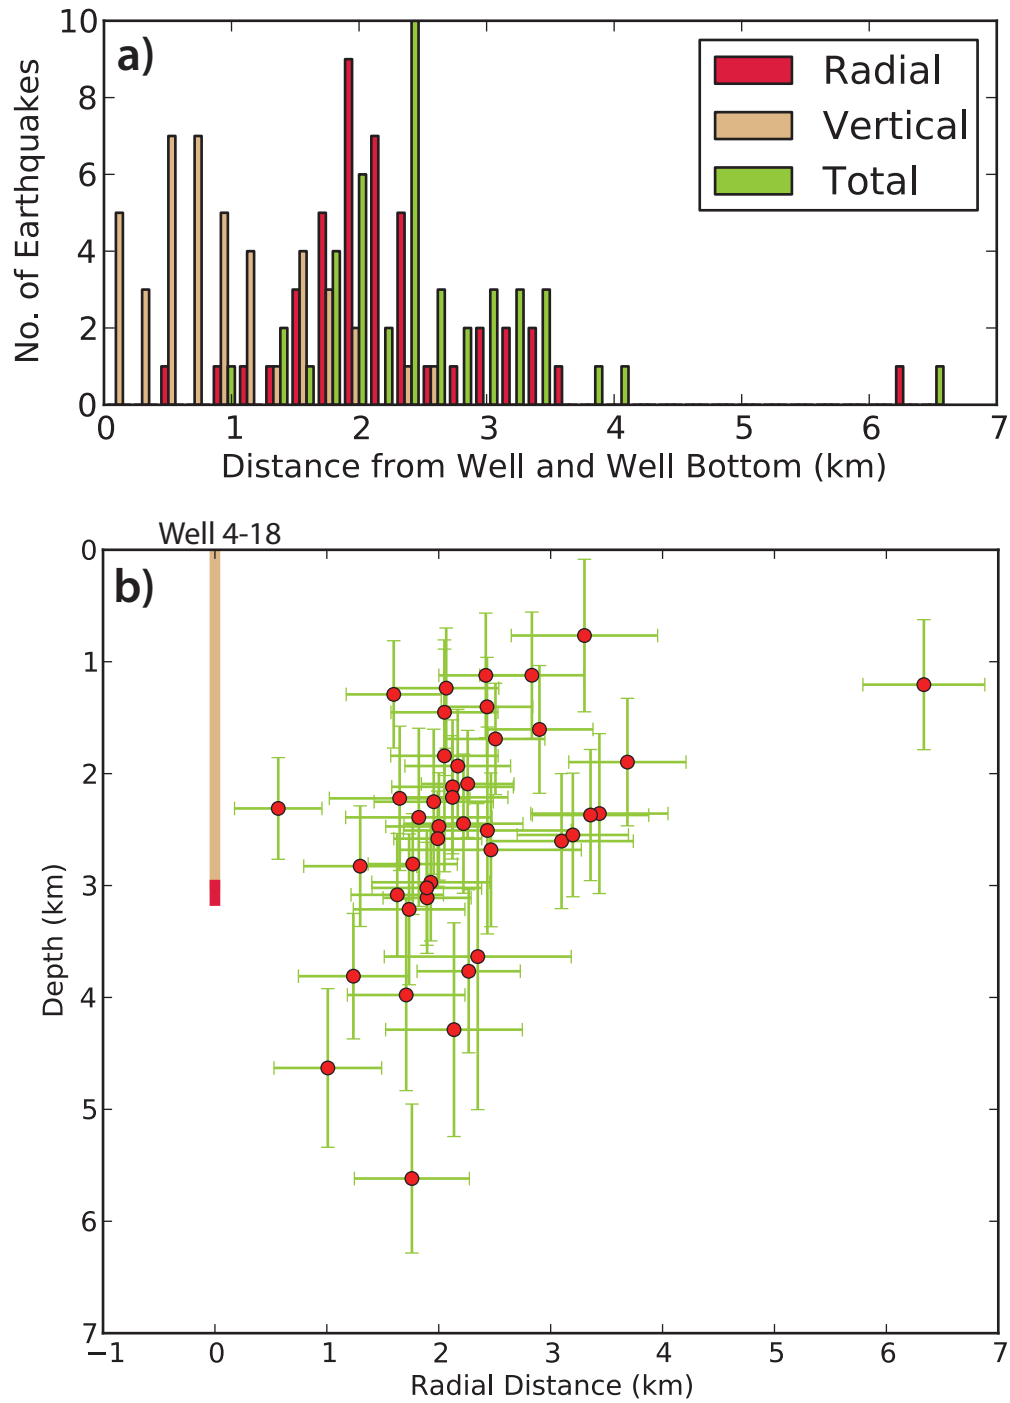 a)
No. of Earthquakes
10
8
6
4
2
0
Radial
Vertical
Total
0 1 2 3 4 5 6 7
Distance from Well and Well Bottom (km)
Well 4-18
b)
Depth (km)
0
1
2
3
4
5
6
7
−1 0 1 2 3 4 5 6 7
Radial Distance (km)